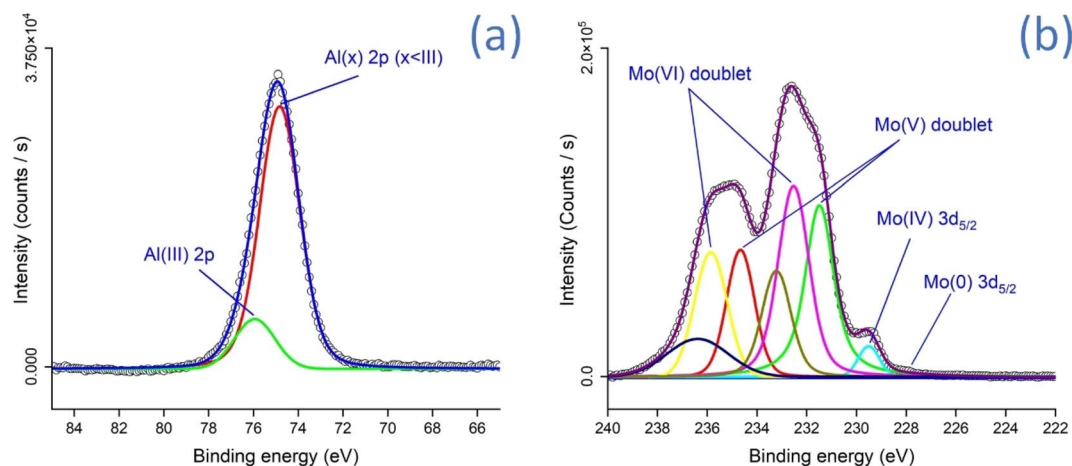 (a)
3.750×10⁴
Al(x) 2p (x<III)
Al(III) 2p
Intensity (counts / s)
0.000
84 82 80 78 76 74 72 70 68 66
Binding energy (eV)
(b)
2.0×10⁵
Mo(VI) doublet
Mo(V) doublet
Mo(IV) 3d₅/₂
Mo(0) 3d₅/₂
Intensity (Counts / s)
0.0
240 238 236 234 232 230 228 226 224 222
Binding energy (eV)